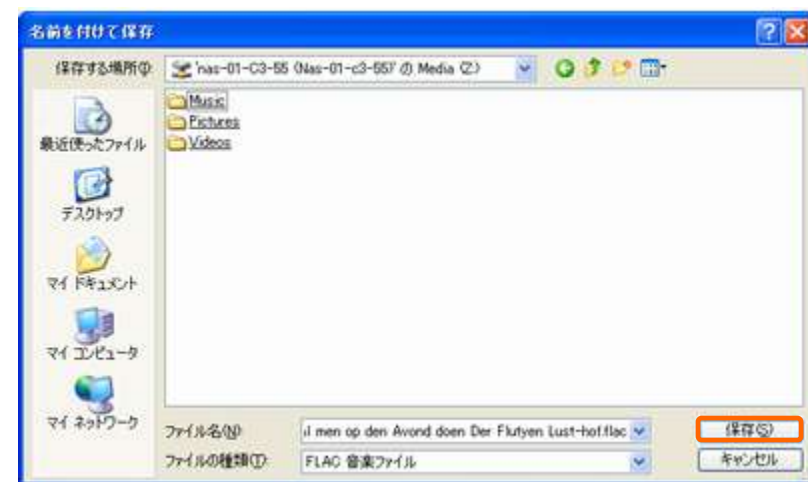 名前を付けて保存
保存する場所(I):
'nas-01-C3-55 (Nas-01-c3-55)' の Media (Z:)
Music
Pictures
Videos
最近使ったファイル
デスクトップ
マイ ドキュメント
マイ コンピュータ
マイ ネットワーク
ファイル名(N):
il men op den Avond doen Der Flutyen Lust-hof.flac
保存(S)
ファイルの種類(T):
FLAC 音楽ファイル
キャンセル